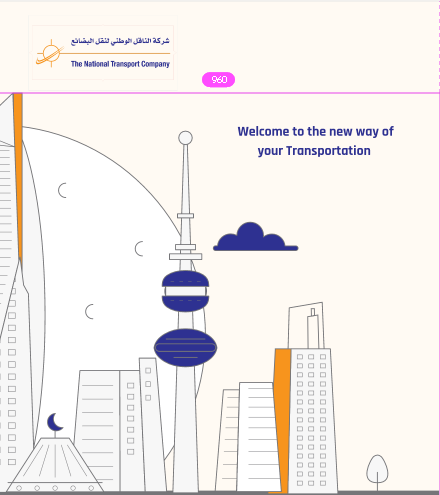 شركة الناقل الوطني لنقل البضائع
The National Transport Company
960
Welcome to the new way of
your Transportation